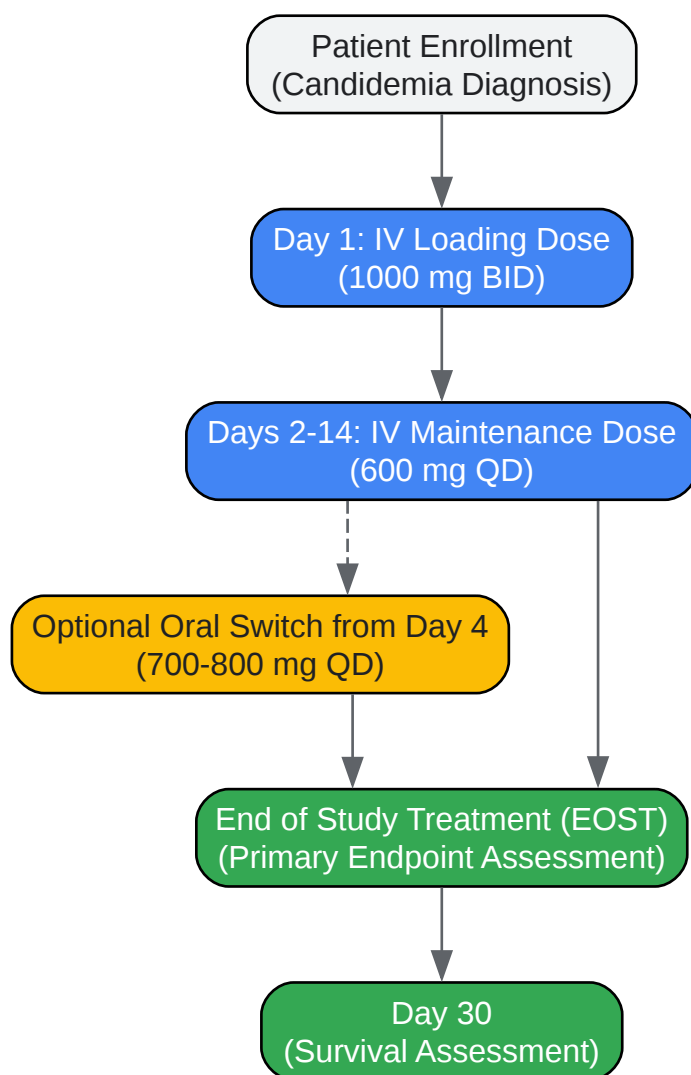 Patient Enrollment
(Candidemia Diagnosis)
Day 1: IV Loading Dose
(1000 mg BID)
Days 2-14: IV Maintenance Dose
(600 mg QD)
Optional Oral Switch from Day 4
(700-800 mg QD)
End of Study Treatment (EOST)
(Primary Endpoint Assessment)
Day 30
(Survival Assessment)